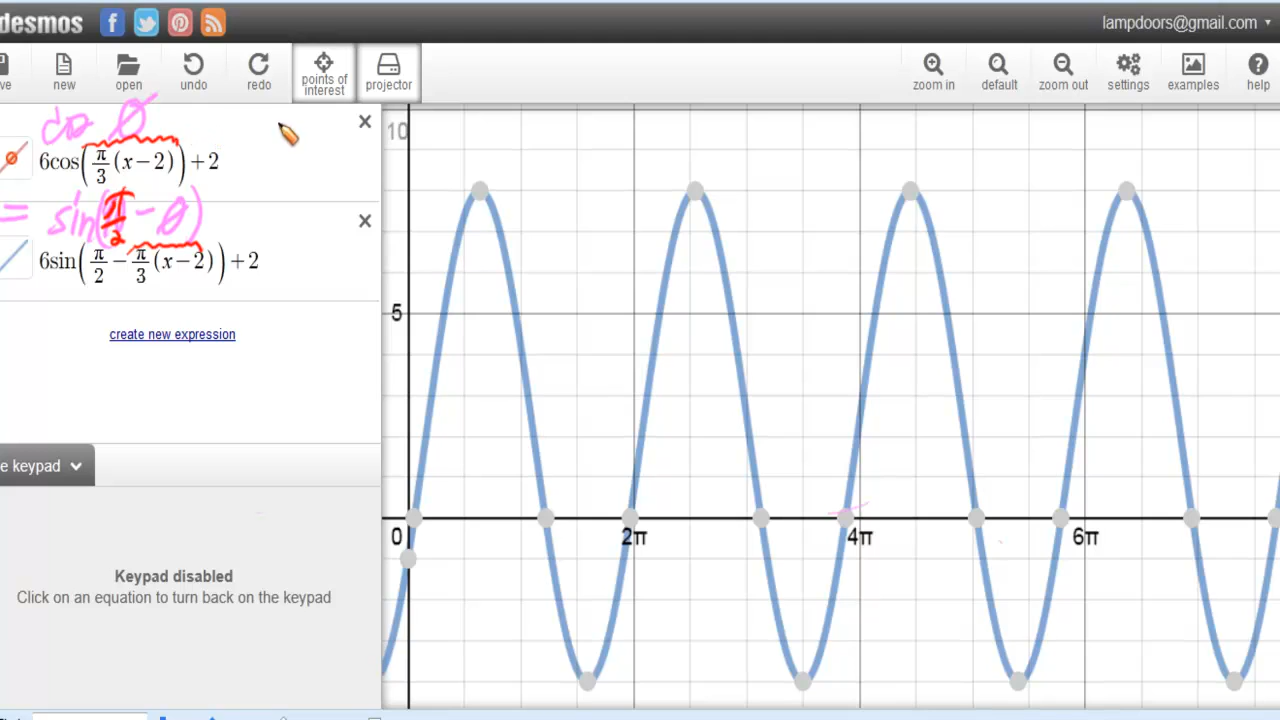 desmos
lampdoors@gmail.com
new
open
undo
redo
points of
interest
projector
zoom in
default
zoom out
settings
examples
help
cos θ
6cos(π/3(x−2))+2
= sin(π/2 − θ)
6sin(π/2−π/3(x−2))+2
create new expression
e keypad
Keypad disabled
Click on an equation to turn back on the keypad
10
5
0
2π
4π
6π